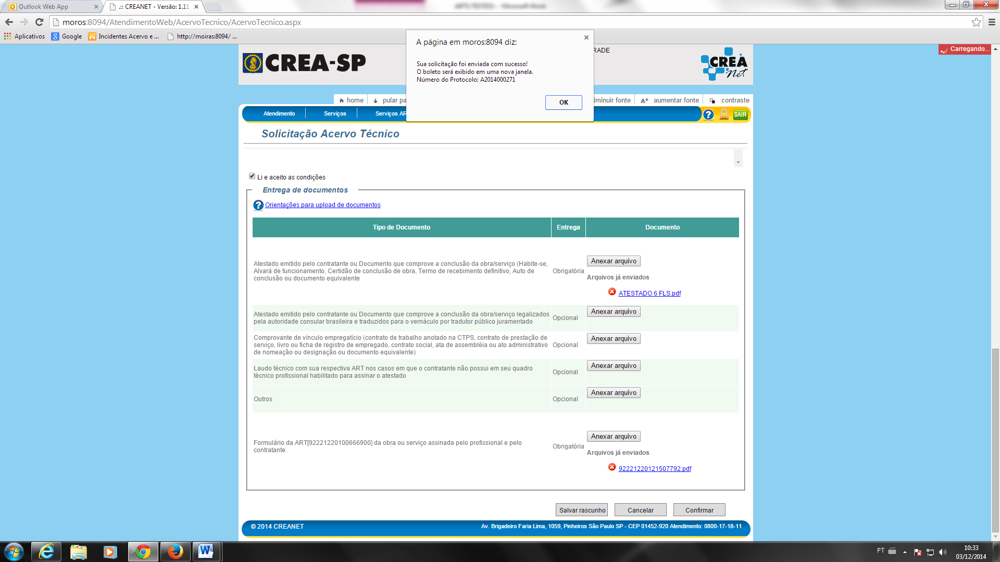 Outlook Web App
.:: CREANET - Versão: 1.11
moros:8094/AtendimentoWeb/AcervoTecnico/AcervoTecnico.aspx
Aplicativos
Google
Incidentes Acervo e ...
http://moiras:8094/ ...
A página em moros:8094 diz:
Sua solicitação foi enviada com sucesso!
O boleto será exibido em uma nova janela.
Número do Protocolo: A2014000271
OK
RADE
Carregando...
CREA-SP
CREA
Net
home
pular pa
iminuir fonte
A+ aumentar fonte
contraste
Atendimento
Serviços
Serviços AR
?
SAIR
Solicitação Acervo Técnico
Li e aceito as condições
Entrega de documentos
? Orientações para upload de documentos
Tipo de Documento
Entrega
Documento
Atestado emitido pelo contratante ou Documento que comprove a conclusão da obra/serviço (Habite-se,
Alvará de funcionamento, Certidão de conclusão de obra, Termo de recebimento definitivo, Auto de
conclusão ou documento equivalente
Obrigatória
Anexar arquivo
Arquivos já enviados
ATESTADO 6 FLS.pdf
Atestado emitido pelo contratante ou Documento que comprove a conclusão da obra/serviço legalizados
pela autoridade consular brasileira e traduzidos para o vernáculo por tradutor público juramentado
Opcional
Anexar arquivo
Comprovante de vínculo empregatício (contrato de trabalho anotado na CTPS, contrato de prestação de
serviço, livro ou ficha de registro de empregado, contrato social, ata de assembléia ou ato administrativo
de nomeação ou designação ou documento equivalente)
Opcional
Anexar arquivo
Laudo técnico com sua respectiva ART nos casos em que o contratante não possui em seu quadro
técnico profissional habilitado para assinar o atestado
Opcional
Anexar arquivo
Outros
Opcional
Anexar arquivo
Formulário da ART[92221220100666900] da obra ou serviço assinada pelo profissional e pelo
contratante.
Obrigatória
Anexar arquivo
Arquivos já enviados
92221220121507792.pdf
Salvar rascunho
Cancelar
Confirmar
© 2014 CREANET
Av. Brigadeiro Faria Lima, 1059, Pinheiros São Paulo SP - CEP 01452-920 Atendimento: 0800-17-18-11
PT
10:33
03/12/2014